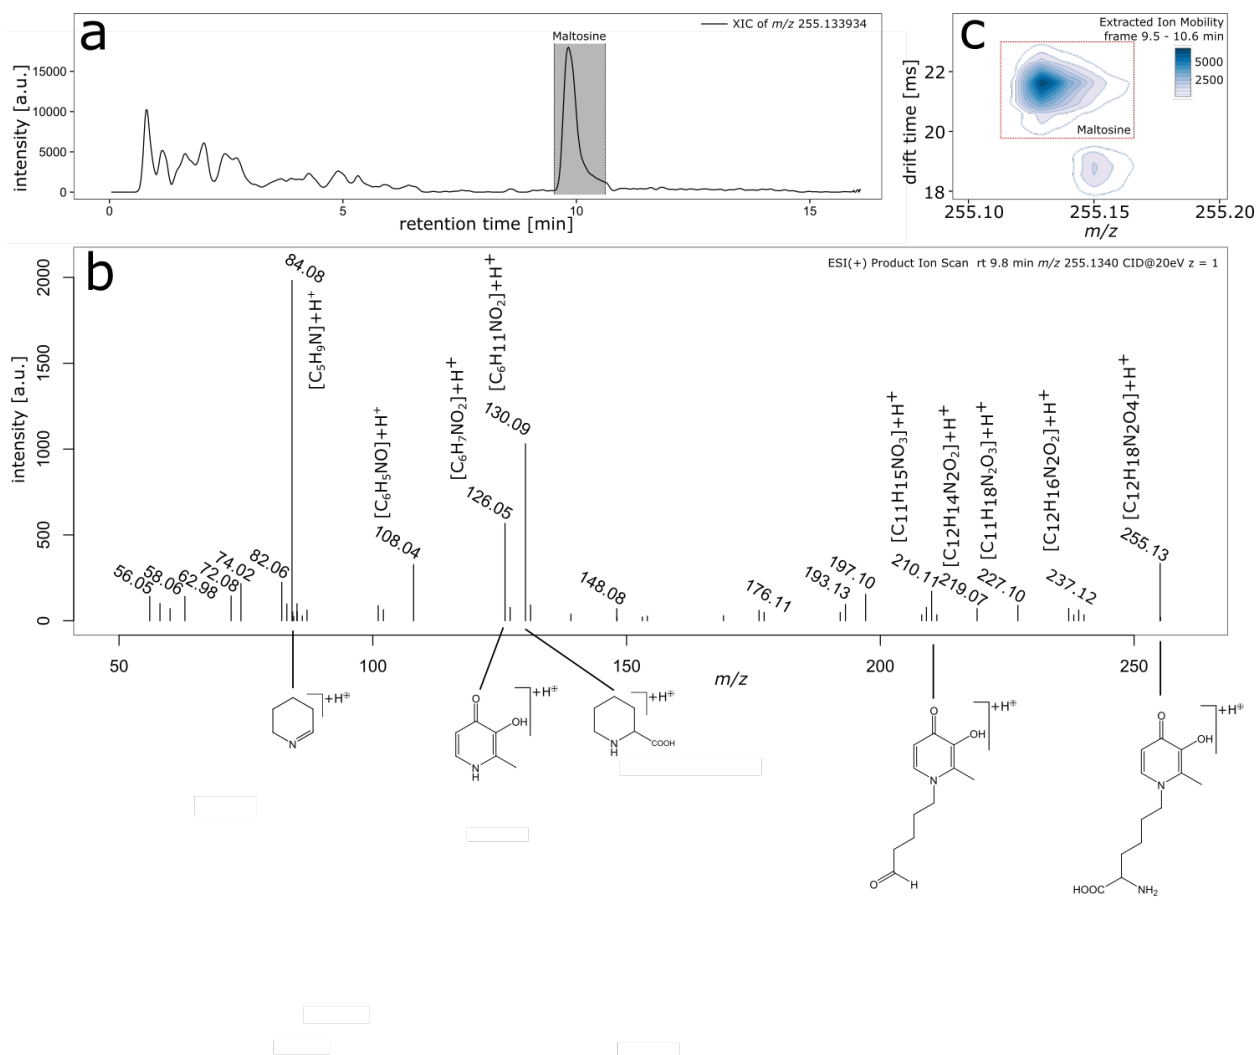 a
XIC of m/z 255.133934
Maltosine
intensity [a.u.]
15000
10000
5000
0
0
5
10
15
retention time [min]
c
Extracted Ion Mobility
frame 9.5 - 10.6 min
5000
2500
Maltosine
drift time [ms]
22
20
18
255.10
255.15
255.20
m/z
b
ESI(+) Product Ion Scan rt 9.8 min m/z 255.1340 CID@20eV z = 1
intensity [a.u.]
2000
1500
1000
500
0
56.05
58.06
62.98
72.08
74.02
82.06
84.08
[C5H9N]+H+
108.04
[C6H5NO]+H+
126.05
[C6H7NO2]+H+
130.09
[C6H11NO2]+H+
148.08
176.11
193.13
197.10
210.11
[C11H15NO3]+H+
219.07
[C12H14N2O2]+H+
227.10
[C11H18N2O3]+H+
237.12
[C12H16N2O2]+H+
255.13
[C12H18N2O4]+H+
50
100
150
200
250
m/z
N
+H⊕
O
OH
N
H
+H⊕
N
H
COOH
+H⊕
O
OH
N
O
H
+H⊕
O
OH
N
HOOC
NH2
+H⊕